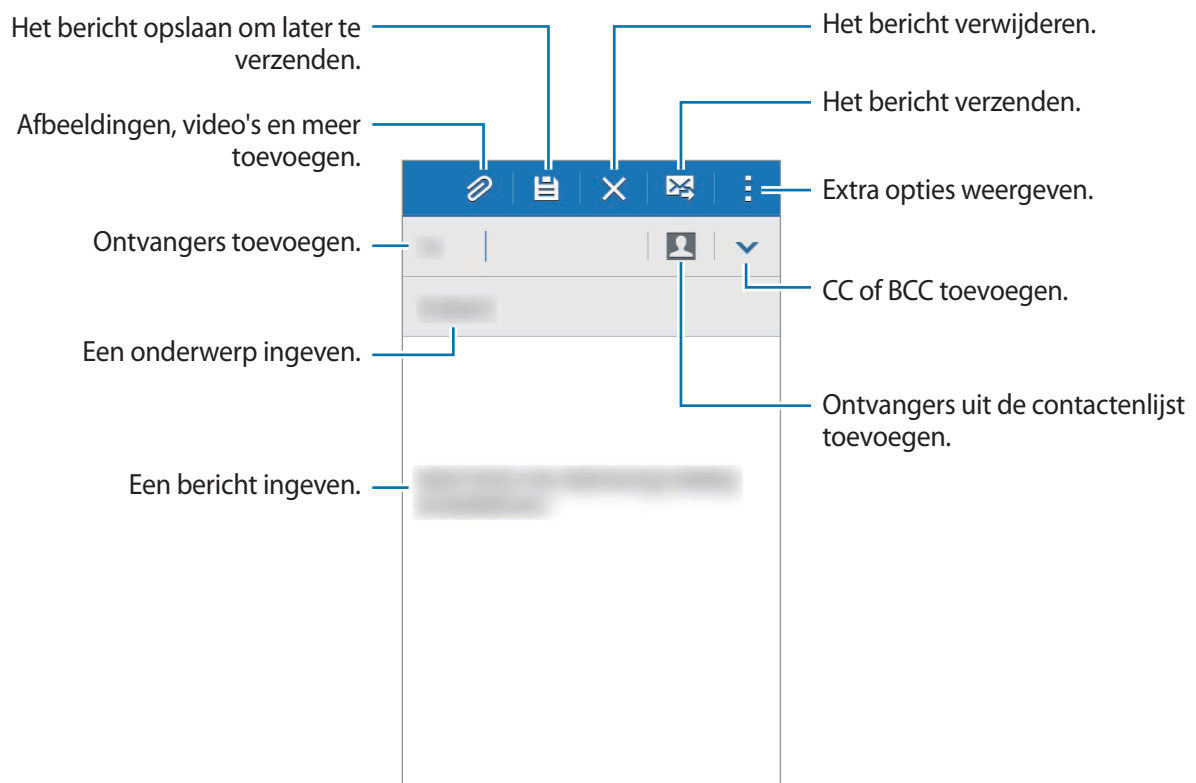 Het bericht opslaan om later te
verzenden.
Afbeeldingen, video's en meer
toevoegen.
Ontvangers toevoegen.
Een onderwerp ingeven.
Een bericht ingeven.
Het bericht verwijderen.
Het bericht verzenden.
Extra opties weergeven.
CC of BCC toevoegen.
Ontvangers uit de contactenlijst
toevoegen.